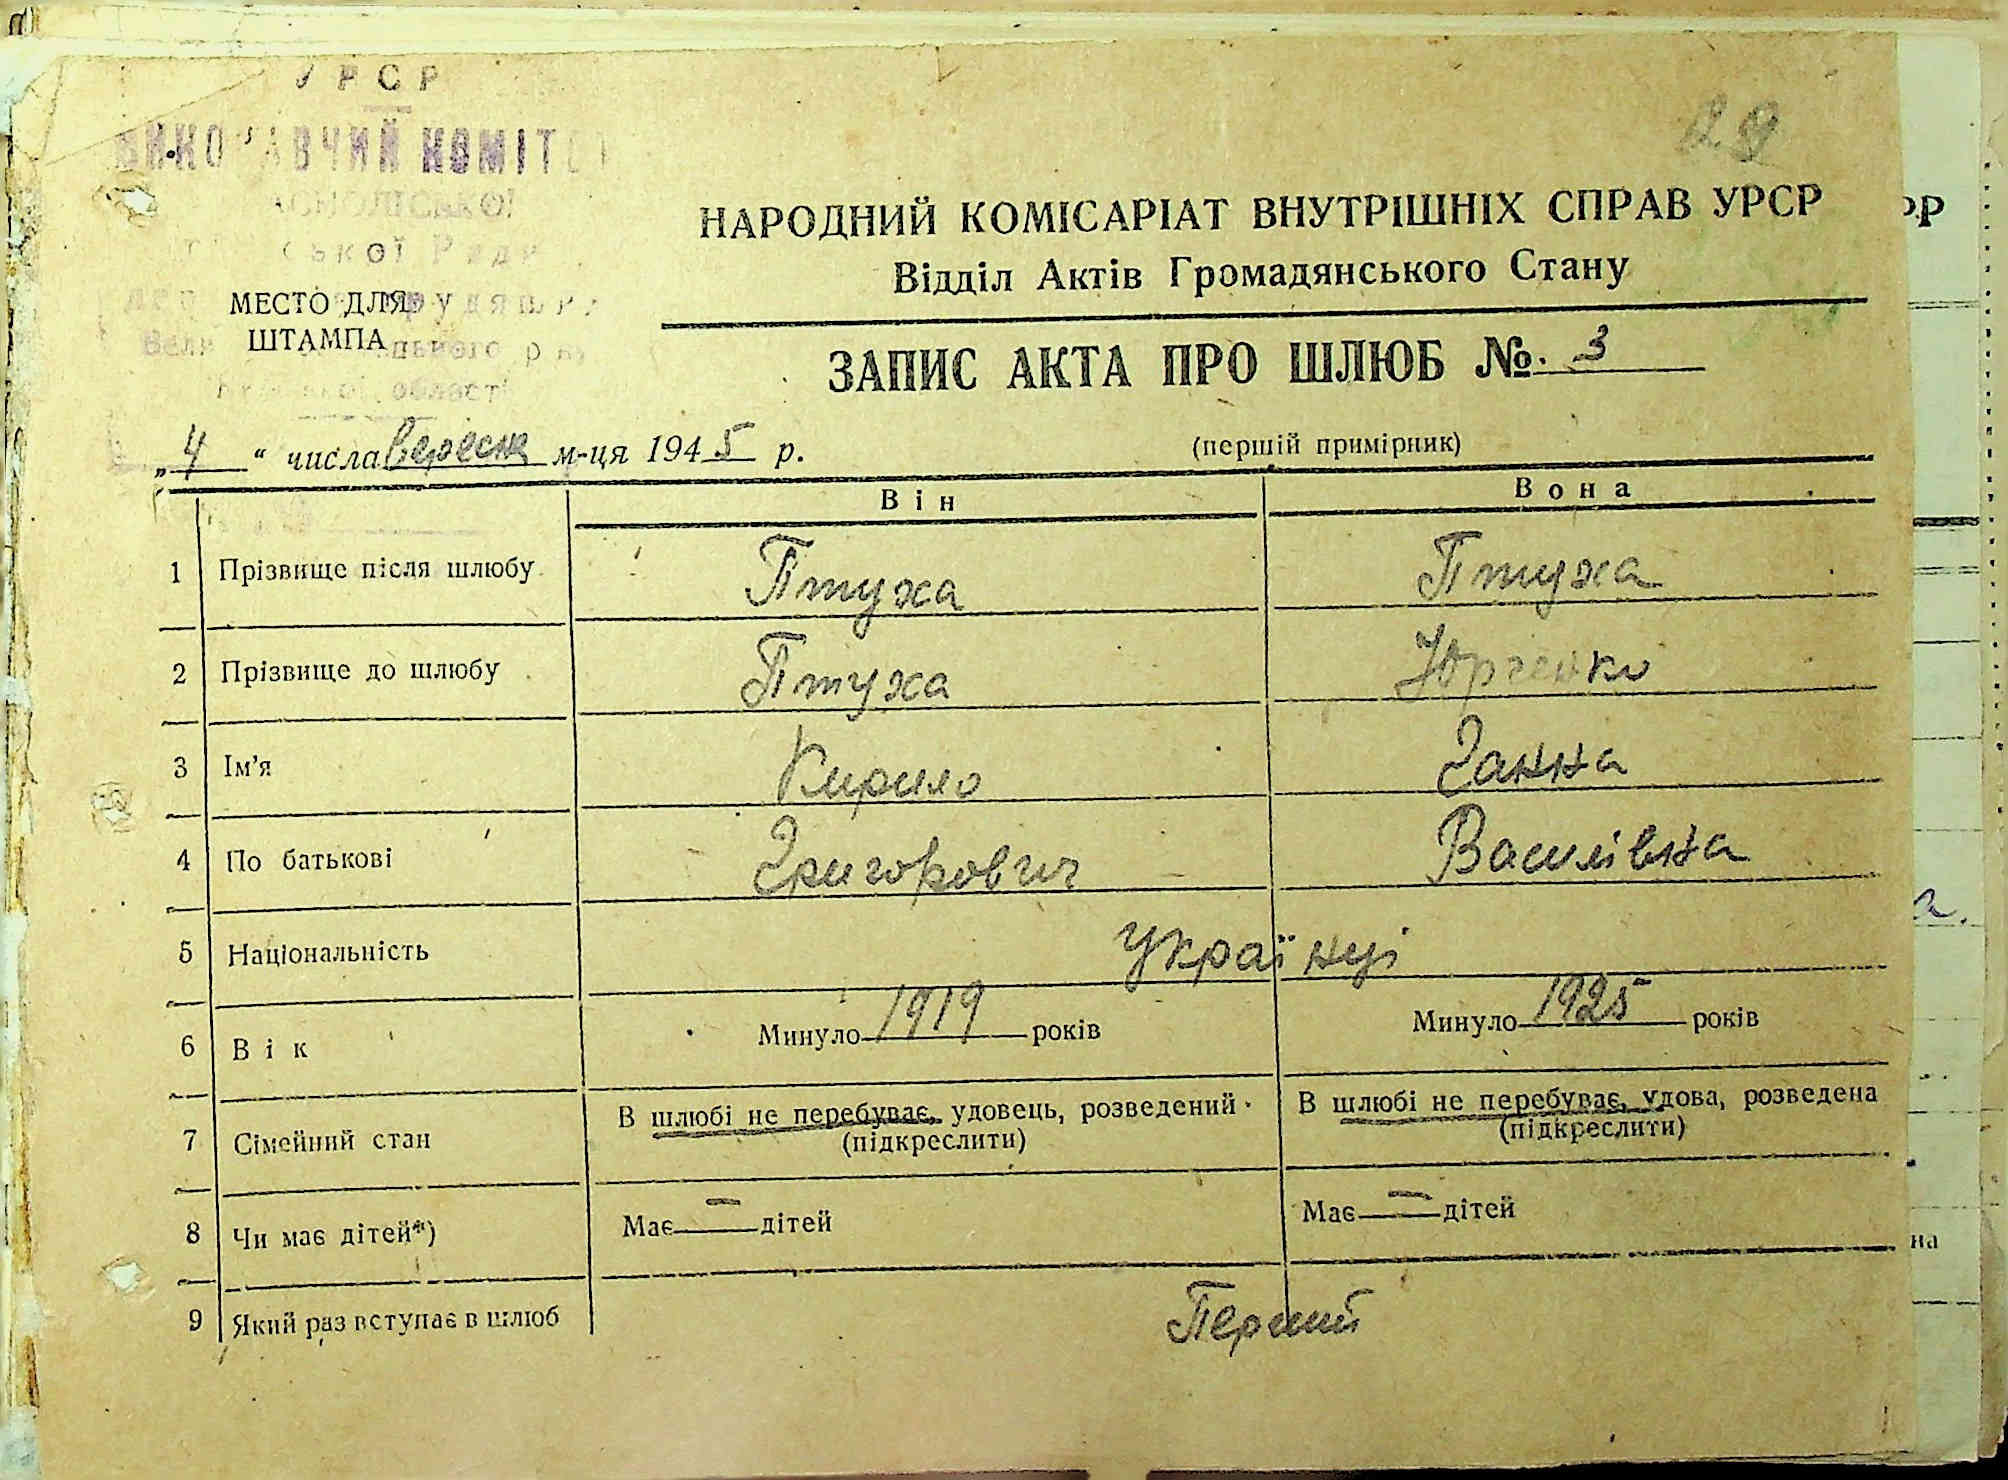 УРСР
29
НАРОДНИЙ КОМІСАРІАТ ВНУТРІШНІХ СПРАВ УРСР
Відділ Актів Громадянського Стану
МЕСТО ДЛЯ
ШТАМПА
області
ЗАПИС АКТА ПРО ШЛЮБ №. 3
„4“ числа вересня м-ця 1945 р.
(перший примірник)
Він Вона
1 Прізвище після шлюбу Птуха Птуха
2 Прізвище до шлюбу Птуха Юрченко
3 Ім’я Кирило Ганна
4 По батькові Григорович Василівна
5 Національність Українці
6 Вік Минуло 1919 років Минуло 1925 років
7 Сімейний стан В шлюбі не перебуває, удовець, розведений В шлюбі не перебуває, удова, розведена
(підкреслити) (підкреслити)
8 Чи має дітей*) Має — дітей Має — дітей
9 Який раз вступає в шлюб Перший